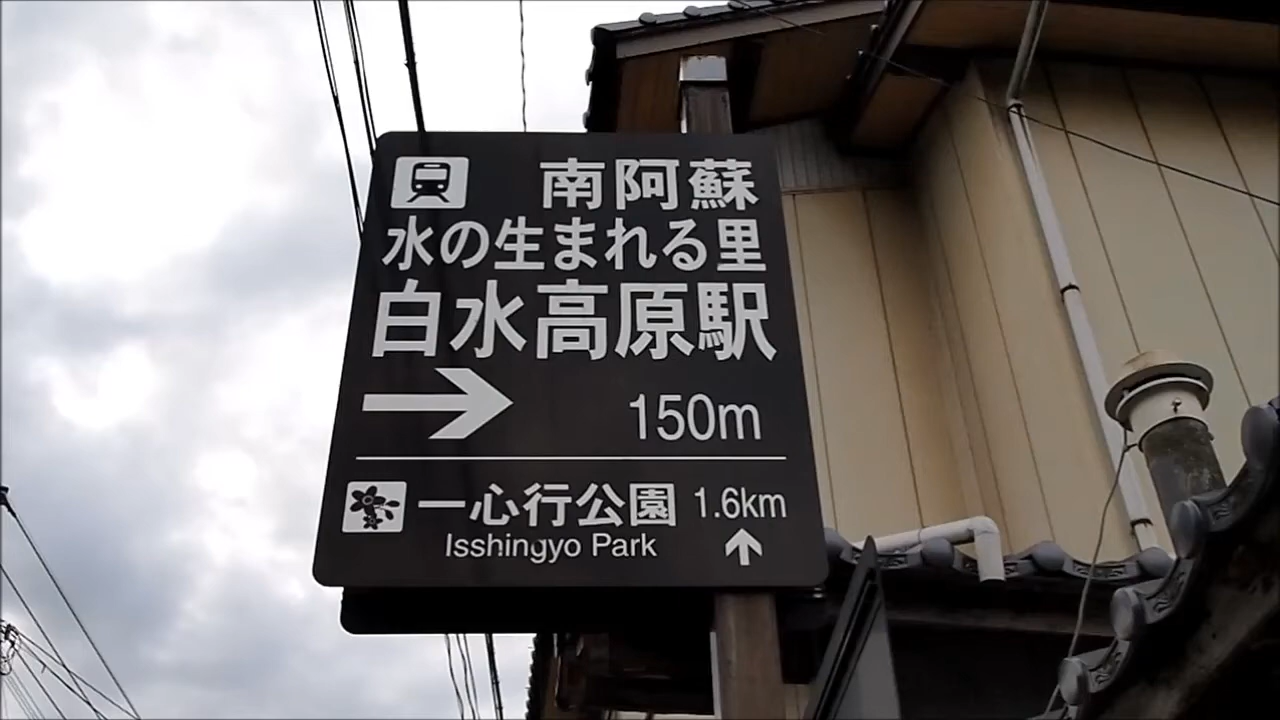 南阿蘇
水の生まれる里
白水高原駅
→ 150m
一心行公園 1.6km
Isshingyo Park ↑